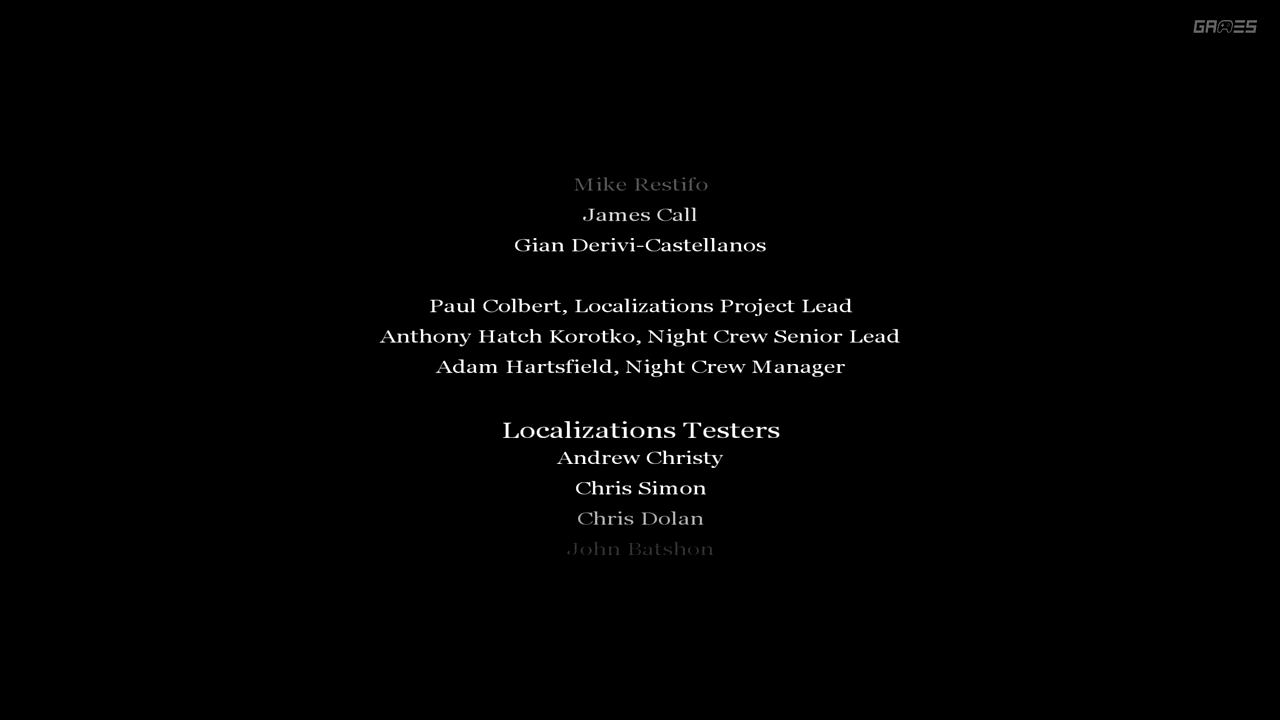 GAMES
Mike Restifo
James Call
Gian Derivi-Castellanos
Paul Colbert, Localizations Project Lead
Anthony Hatch Korotko, Night Crew Senior Lead
Adam Hartsfield, Night Crew Manager
Localizations Testers
Andrew Christy
Chris Simon
Chris Dolan
John Batshon